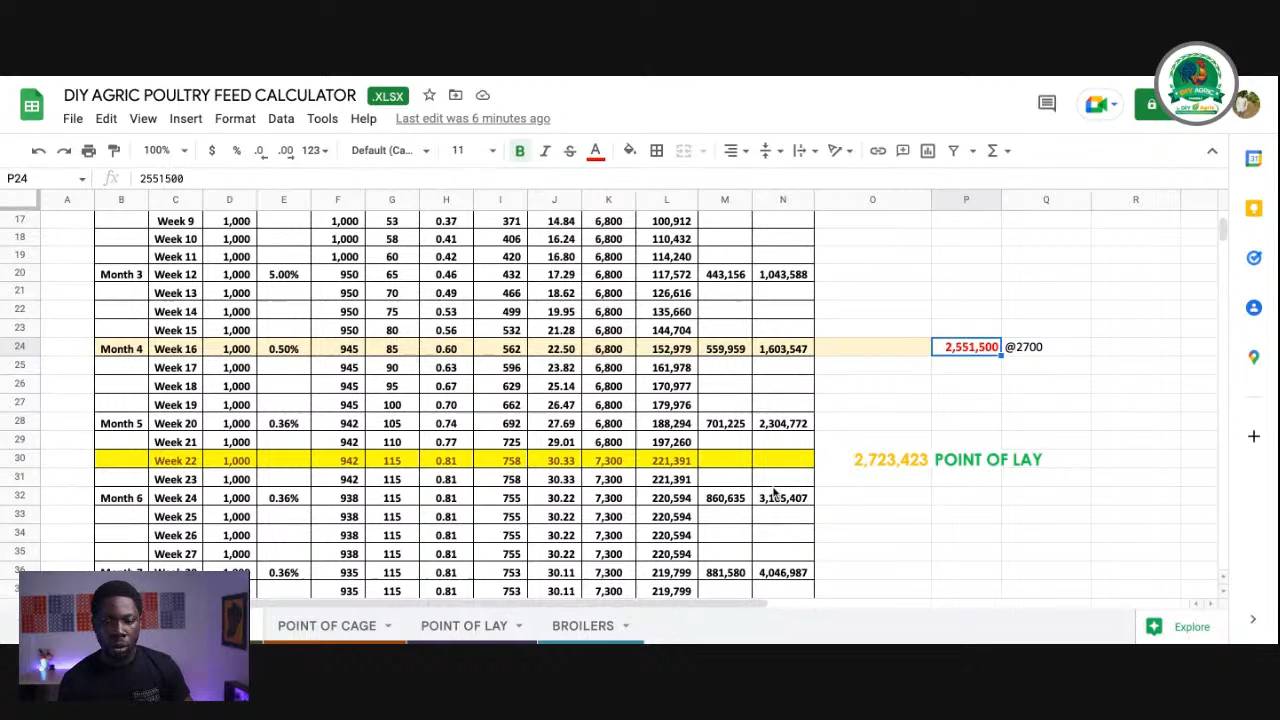 DIY AGRIC POULTRY FEED CALCULATOR .XLSX
File Edit View Insert Format Data Tools Help Last edit was 6 minutes ago
100% $ % .0 .00 123 Default (Ca... 11 B I S A
P24 fx 2551500
A B C D E F G H I J K L M N O P Q R
17 Week 9 1,000 1,000 53 0.37 371 14.84 6,800 100,912
18 Week 10 1,000 1,000 58 0.41 406 16.24 6,800 110,432
19 Week 11 1,000 1,000 60 0.42 420 16.80 6,800 114,240
20 Month 3 Week 12 1,000 5.00% 950 65 0.46 432 17.29 6,800 117,572 443,156 1,043,588
21 Week 13 1,000 950 70 0.49 466 18.62 6,800 126,616
22 Week 14 1,000 950 75 0.53 499 19.95 6,800 135,660
23 Week 15 1,000 950 80 0.56 532 21.28 6,800 144,704
24 Month 4 Week 16 1,000 0.50% 945 85 0.60 562 22.50 6,800 152,979 559,959 1,603,547 2,551,500 @2700
25 Week 17 1,000 945 90 0.63 596 23.82 6,800 161,978
26 Week 18 1,000 945 95 0.67 629 25.14 6,800 170,977
27 Week 19 1,000 945 100 0.70 662 26.47 6,800 179,976
28 Month 5 Week 20 1,000 0.36% 942 105 0.74 692 27.69 6,800 188,294 701,225 2,304,772
29 Week 21 1,000 942 110 0.77 725 29.01 6,800 197,260
30 Week 22 1,000 942 115 0.81 758 30.33 7,300 221,391 2,723,423 POINT OF LAY
31 Week 23 1,000 942 115 0.81 758 30.33 7,300 221,391
32 Month 6 Week 24 1,000 0.36% 938 115 0.81 755 30.22 7,300 220,594 860,635
33 Week 25 1,000 938 115 0.81 755 30.22 7,300 220,594
34 Week 26 1,000 938 115 0.81 755 30.22 7,300 220,594
35 Week 27 1,000 938 115 0.81 755 30.22 7,300 220,594
0.36% 935 115 0.81 753 30.11 7,300 219,799 881,580 4,046,987
935 115 0.81 753 30.11 7,300 219,799
POINT OF CAGE POINT OF LAY BROILERS Explore
DIY AGRIC
DIY Agric
31